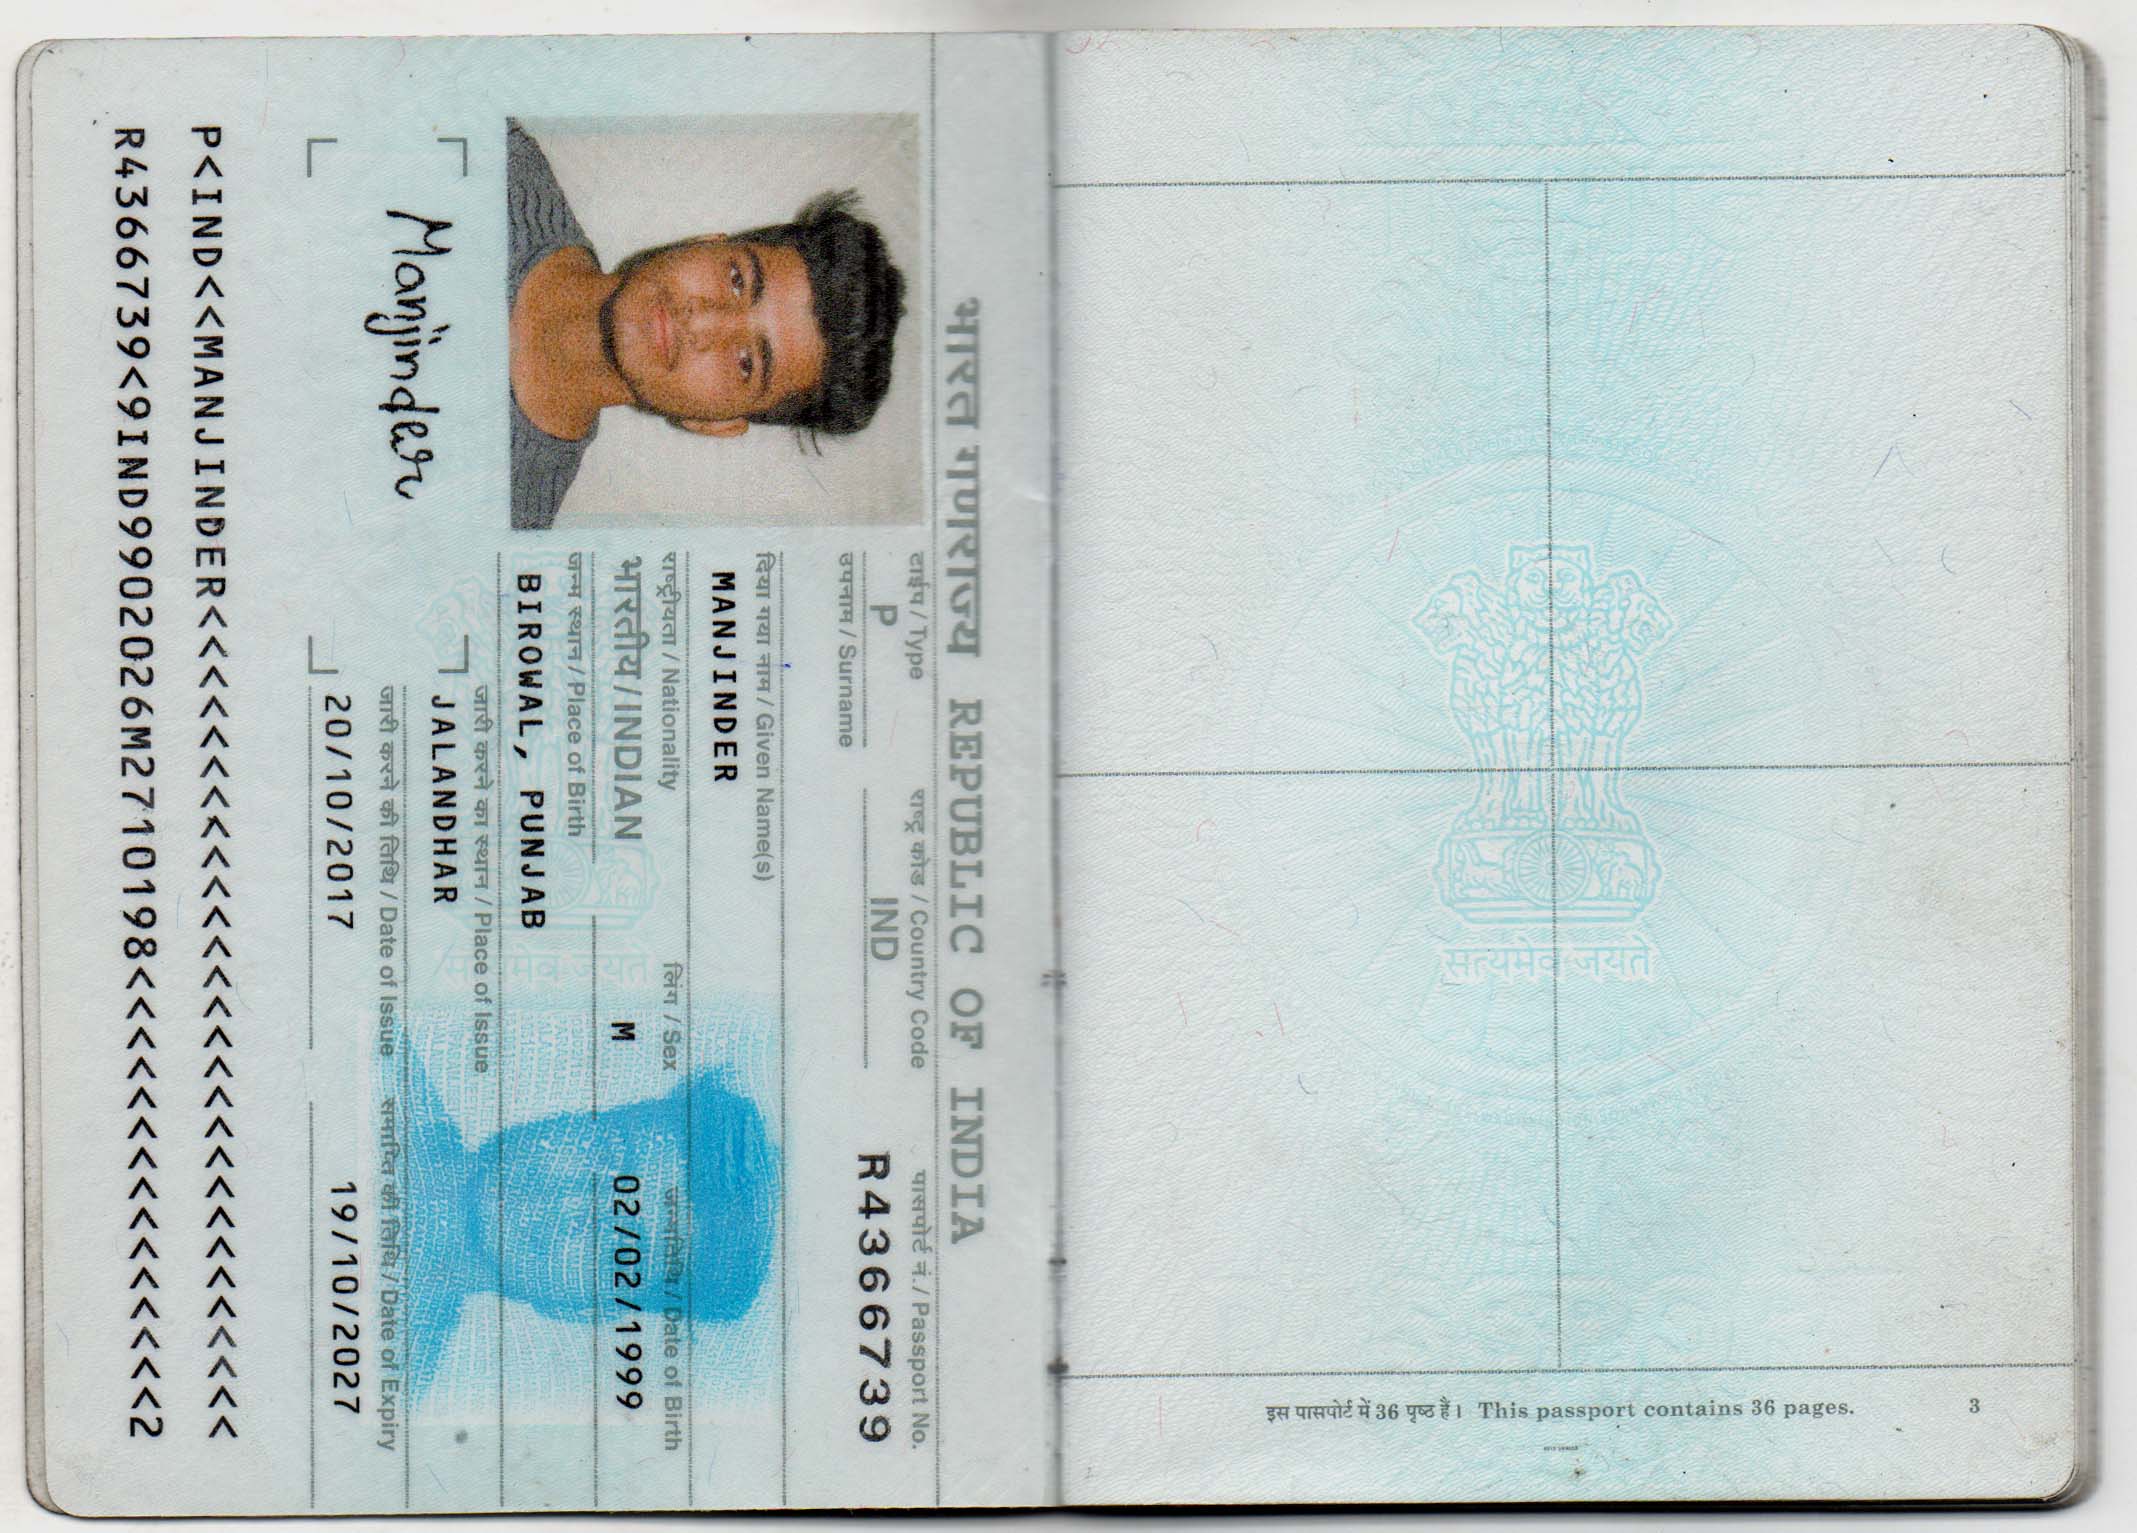 भारत गणराज्य REPUBLIC OF INDIA
टाईप / Type राष्ट्र कोड / Country Code पासपोर्ट नं. / Passport No.
P IND R4366739
उपनाम / Surname
दिया गया नाम / Given Name(s)
MANJINDER
राष्ट्रीयता / Nationality लिंग / Sex जन्मतिथि / Date of Birth
भारतीय / INDIAN M 02/02/1999
जन्म स्थान / Place of Birth
BIROWAL, PUNJAB
जारी करने का स्थान / Place of Issue
JALANDHAR
जारी करने की तिथि / Date of Issue समाप्ति की तिथि / Date of Expiry
20/10/2017 19/10/2027
Manjinder
P<IND<<MANJINDER<<<<<<<<<<<<<<<<<<<<<<<<<<<<
R4366739<9IND9902026M2710198<<<<<<<<<<<<<<<2
सत्यमेव जयते
सत्यमेव जयते
इस पासपोर्ट में 36 पृष्ठ हैं। This passport contains 36 pages. 3